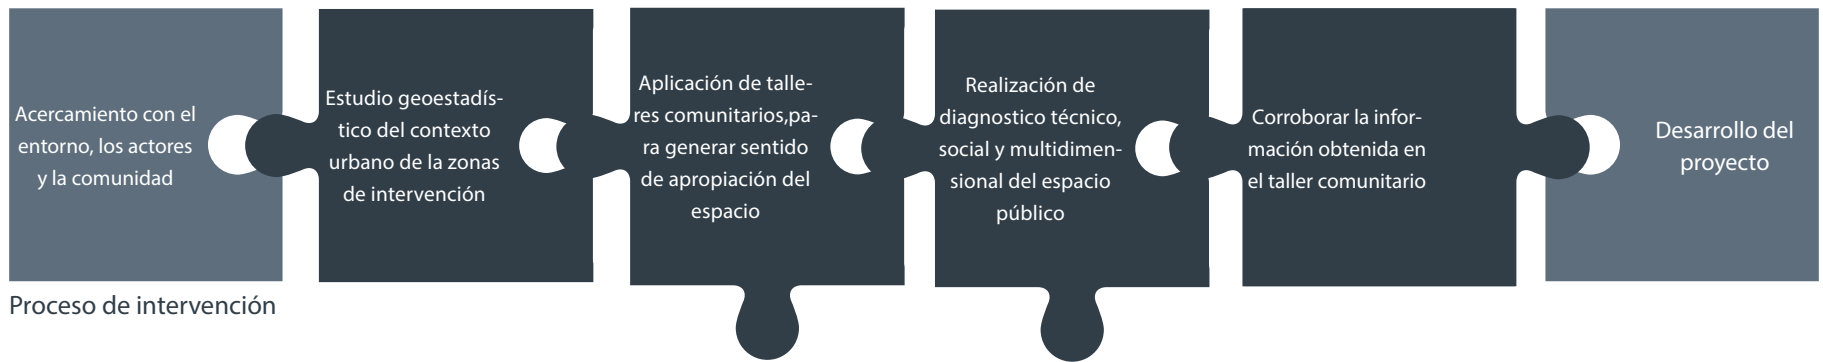 Acercamiento con el
entorno, los actores
y la comunidad
Estudio geoestadís-
tico del contexto
urbano de la zonas
de intervención
Aplicación de talle-
res comunitarios,pa-
ra generar sentido
de apropiación del
espacio
Realización de
diagnostico técnico,
social y multidimen-
sional del espacio
público
Corroborar la infor-
mación obtenida en
el taller comunitario
Desarrollo del
proyecto
Proceso de intervención